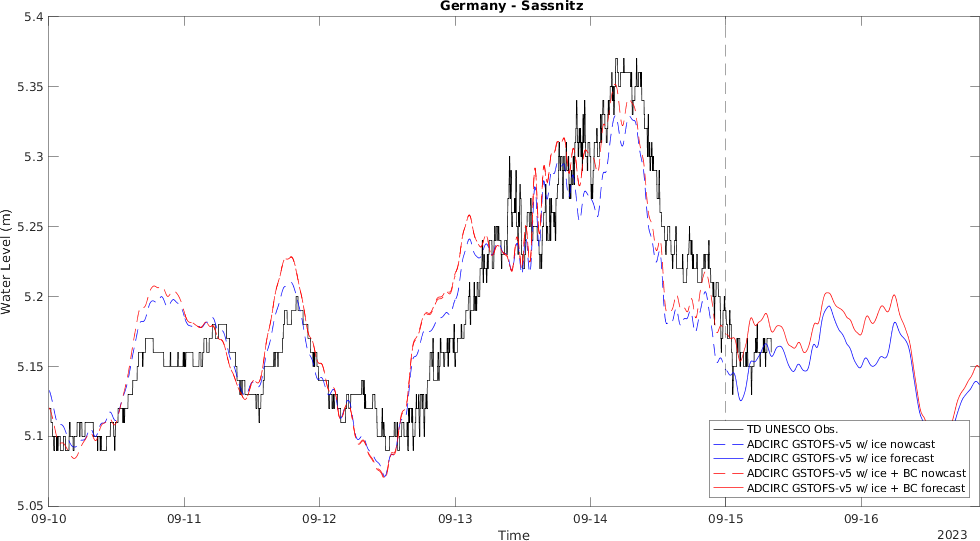 Germany - Sassnitz
5.4
5.35
5.3
5.25
5.2
5.15
5.1
5.05
Water Level (m)
09-10
09-11
09-12
09-13
09-14
09-15
09-16
Time
2023
TD UNESCO Obs.
ADCIRC GSTOFS-v5 w/ ice nowcast
ADCIRC GSTOFS-v5 w/ ice forecast
ADCIRC GSTOFS-v5 w/ ice + BC nowcast
ADCIRC GSTOFS-v5 w/ ice + BC forecast